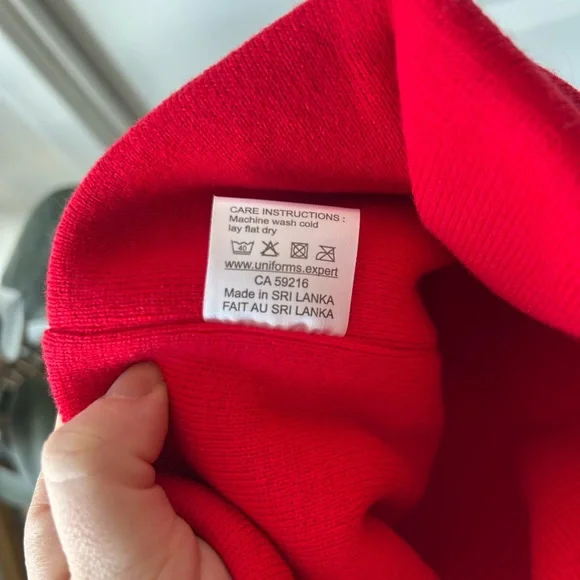 CARE INSTRUCTIONS :
Machine wash cold
lay flat dry
40
www.uniforms.expert
CA 59216
Made in SRI LANKA
FAIT AU SRI LANKA